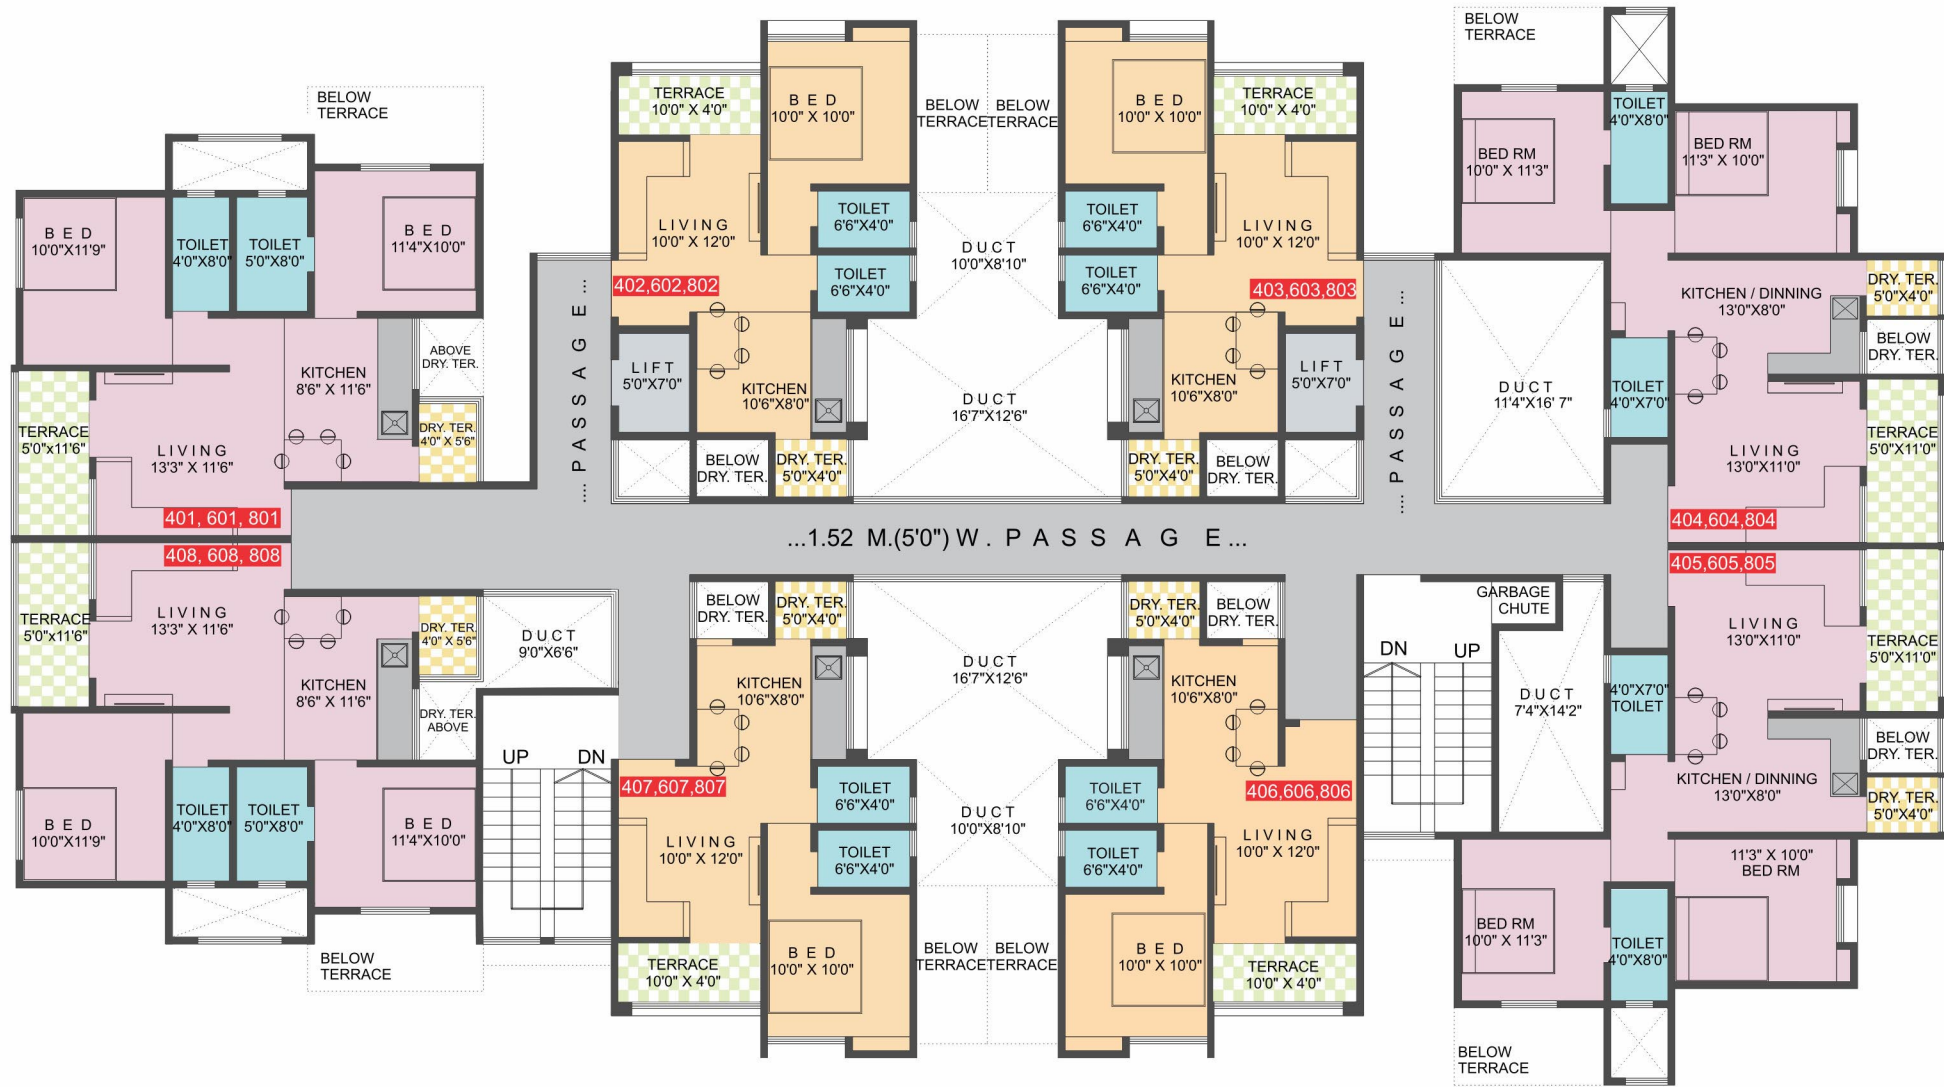 BELOW
TERRACE
B E D
10'0"X11'9"
TOILET
4'0"X8'0"
TOILET
5'0"X8'0"
B E D
11'4"X10'0"
KITCHEN
8'6" X 11'6"
ABOVE
DRY. TER.
DRY. TER.
4'0" X 5'6"
TERRACE
5'0"x11'6"
LIVING
13'3" X 11'6"
401, 601, 801
TERRACE
10'0" X 4'0"
B E D
10'0" X 10'0"
LIVING
10'0" X 12'0"
TOILET
6'6"X4'0"
TOILET
6'6"X4'0"
402,602,802
LIFT
5'0"X7'0"
KITCHEN
10'6"X8'0"
BELOW
DRY. TER.
DRY. TER.
5'0"X4'0"
... P A S S A G E ...
BELOW
TERRACE
BELOW
TERRACE
DUCT
10'0"X8'10"
DUCT
16'7"X12'6"
B E D
10'0" X 10'0"
TERRACE
10'0" X 4'0"
TOILET
6'6"X4'0"
TOILET
6'6"X4'0"
LIVING
10'0" X 12'0"
403,603,803
KITCHEN
10'6"X8'0"
LIFT
5'0"X7'0"
DRY. TER.
5'0"X4'0"
BELOW
DRY. TER.
.... P A S S A G E ...
BELOW
TERRACE
TOILET
4'0"X8'0"
BED RM
10'0" X 11'3"
BED RM
11'3" X 10'0"
KITCHEN / DINNING
13'0"X8'0"
DRY. TER.
5'0"X4'0"
BELOW
DRY. TER.
DUCT
11'4"X16' 7"
TOILET
4'0"X7'0"
LIVING
13'0"X11'0"
TERRACE
5'0"X11'0"
404,604,804
...1.52 M.(5'0") W. P A S S A G E...
408, 608, 808
LIVING
13'3" X 11'6"
TERRACE
5'0"x11'6"
DRY. TER.
4'0" X 5'6"
KITCHEN
8'6" X 11'6"
DRY. TER.
ABOVE
DUCT
9'0"X6'6"
UP
DN
B E D
10'0"X11'9"
TOILET
4'0"X8'0"
TOILET
5'0"X8'0"
B E D
11'4"X10'0"
BELOW
TERRACE
BELOW
DRY. TER.
DRY. TER.
5'0"X4'0"
KITCHEN
10'6"X8'0"
407,607,807
TOILET
6'6"X4'0"
LIVING
10'0" X 12'0"
TOILET
6'6"X4'0"
TERRACE
10'0" X 4'0"
B E D
10'0" X 10'0"
DUCT
16'7"X12'6"
DUCT
10'0"X8'10"
BELOW
TERRACE
BELOW
TERRACE
DRY. TER.
5'0"X4'0"
BELOW
DRY. TER.
KITCHEN
10'6"X8'0"
406,606,806
TOILET
6'6"X4'0"
LIVING
10'0" X 12'0"
TOILET
6'6"X4'0"
B E D
10'0" X 10'0"
TERRACE
10'0" X 4'0"
GARBAGE
CHUTE
DN
UP
DUCT
7'4"X14'2"
405,605,805
LIVING
13'0"X11'0"
TERRACE
5'0"X11'0"
4'0"X7'0"
TOILET
BELOW
DRY. TER.
KITCHEN / DINNING
13'0"X8'0"
DRY. TER.
5'0"X4'0"
11'3" X 10'0"
BED RM
BED RM
10'0" X 11'3"
TOILET
4'0"X8'0"
BELOW
TERRACE